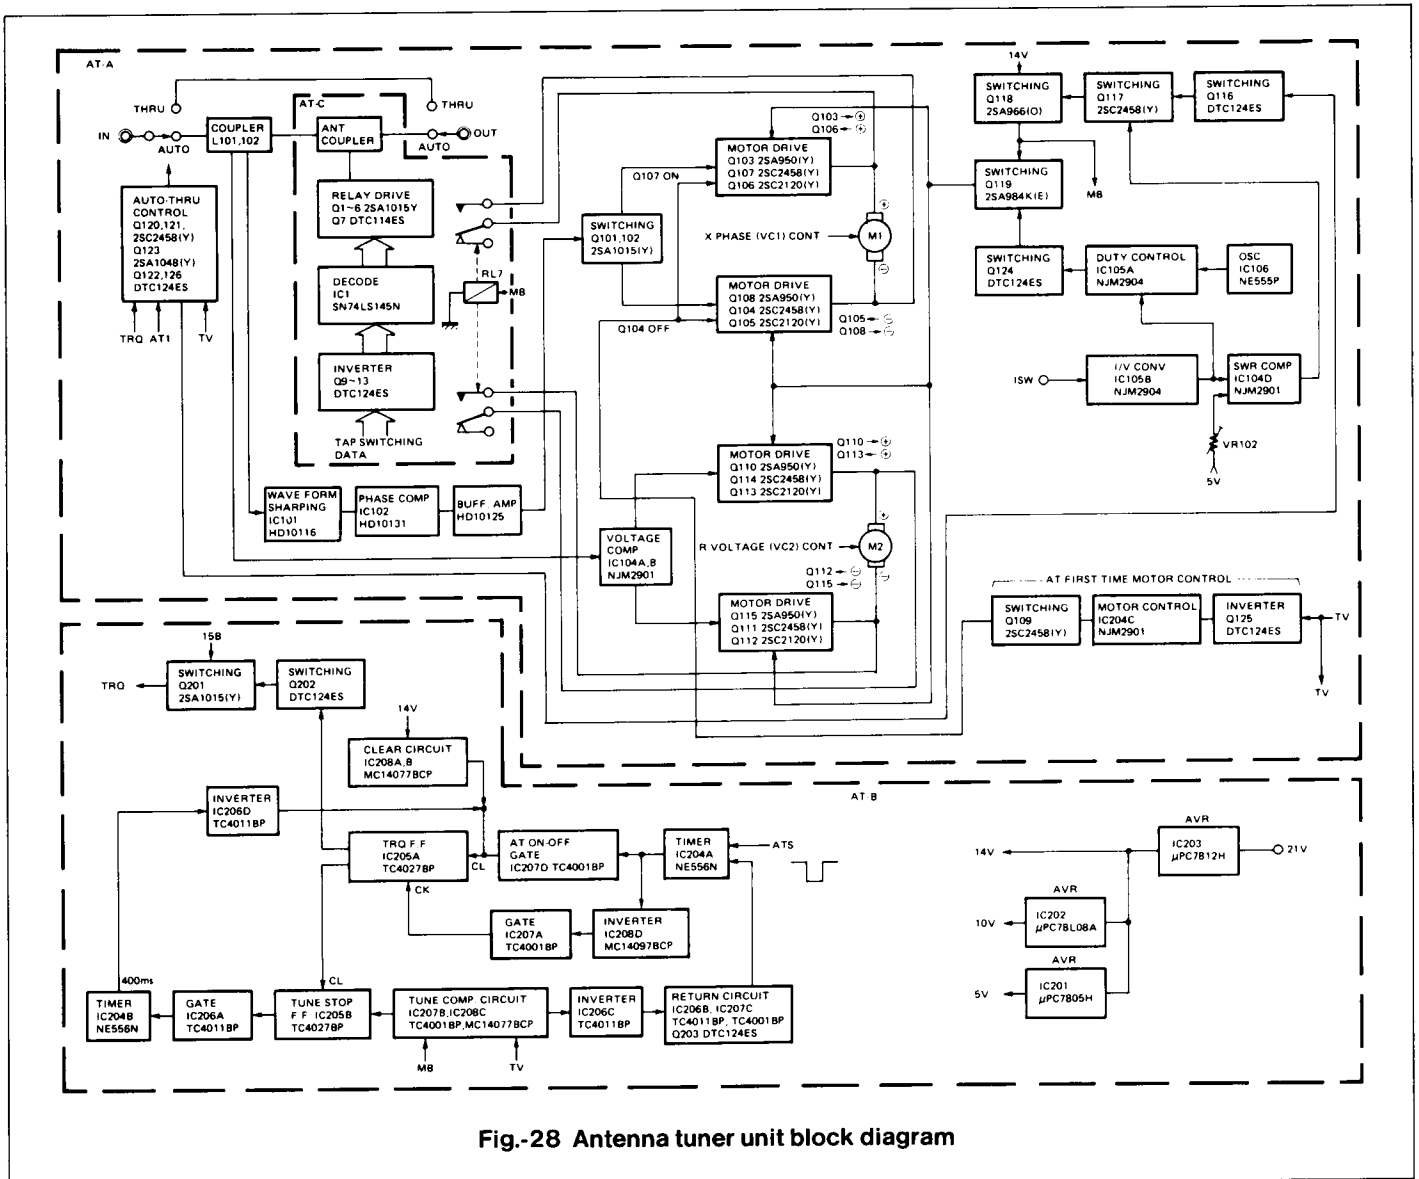 AT-A
THRU
THRU
IN
AUTO
COUPLER
L101,102
AT-C
ANT
COUPLER
OUT
AUTO
AUTO-THRU
CONTROL
Q120,121,
2SC2458(Y)
Q123
2SA1048(Y)
Q122,126
DTC124ES
TRQ AT1 TV
RELAY DRIVE
Q1~6 2SA1015Y
Q7 DTC114ES
DECODE
IC1
SN74LS145N
INVERTER
Q9~13
DTC124ES
TAP SWITCHING
DATA
RL7
MB
WAVE FORM
SHARPING
IC101
HD10116
PHASE COMP
IC102
HD10131
BUFF. AMP
HD10125
SWITCHING
Q101,102
2SA1015(Y)
Q107 ON
Q104 OFF
VOLTAGE
COMP
IC104A,B
NJM2901
MOTOR DRIVE
Q103 2SA950(Y)
Q107 2SC2458(Y)
Q106 2SC2120(Y)
Q103→⊕
Q106→⊕
X PHASE (VC1) CONT
⊕
M1
⊖
MOTOR DRIVE
Q108 2SA950(Y)
Q104 2SC2458(Y)
Q105 2SC2120(Y)
Q105←⊖
Q108←⊖
MOTOR DRIVE
Q110 2SA950(Y)
Q114 2SC2458(Y)
Q113 2SC2120(Y)
Q110→⊕
Q113→⊕
R VOLTAGE (VC2) CONT
⊕
M2
⊖
Q112←⊖
Q115←⊖
MOTOR DRIVE
Q115 2SA950(Y)
Q111 2SC2458(Y)
Q112 2SC2120(Y)
14V
SWITCHING
Q118
2SA966(O)
SWITCHING
Q117
2SC2458(Y)
SWITCHING
Q116
DTC124ES
SWITCHING
Q119
2SA984K(E)
MB
SWITCHING
Q124
DTC124ES
DUTY CONTROL
IC105A
NJM2904
OSC
IC106
NE555P
ISW
I/V CONV
IC105B
NJM2904
SWR COMP
IC104D
NJM2901
VR102
5V
AT FIRST TIME MOTOR CONTROL
SWITCHING
Q109
2SC2458(Y)
MOTOR CONTROL
IC204C
NJM2901
INVERTER
Q125
DTC124ES
TV
TV
15B
TRQ
SWITCHING
Q201
2SA1015(Y)
SWITCHING
Q202
DTC124ES
14V
CLEAR CIRCUIT
IC208A,B
MC14077BCP
AT-B
INVERTER
IC206D
TC4011BP
TRQ F.F
IC205A
TC4027BP
CL
CK
AT ON-OFF
GATE
IC207D TC4001BP
TIMER
IC204A
NE556N
ATS
GATE
IC207A
TC4001BP
INVERTER
IC208D
MC14097BCP
400ms
TIMER
IC204B
NE556N
GATE
IC206A
TC4011BP
CL
TUNE STOP
F F IC205B
TC4027BP
TUNE COMP. CIRCUIT
IC207B,IC208C
TC4001BP,MC14077BCP
MB
TV
INVERTER
IC206C
TC4011BP
RETURN CIRCUIT
IC206B, IC207C
TC4011BP, TC4001BP
Q203 DTC124ES
AVR
IC203
μPC7812H
21V
14V
AVR
IC202
μPC78L08A
10V
AVR
IC201
μPC7805H
5V
Fig.-28 Antenna tuner unit block diagram